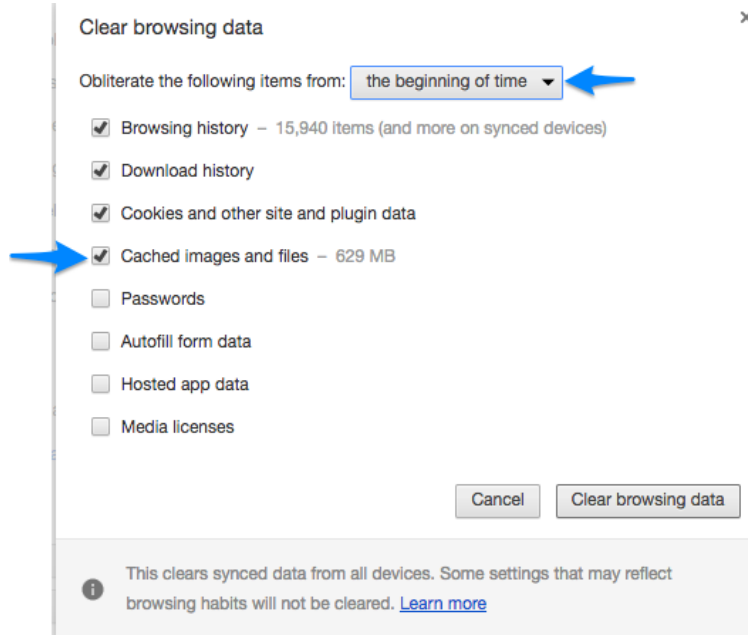 Clear browsing data
Obliterate the following items from: the beginning of time
Browsing history – 15,940 items (and more on synced devices)
Download history
Cookies and other site and plugin data
Cached images and files – 629 MB
Passwords
Autofill form data
Hosted app data
Media licenses
Cancel Clear browsing data
This clears synced data from all devices. Some settings that may reflect
browsing habits will not be cleared. Learn more